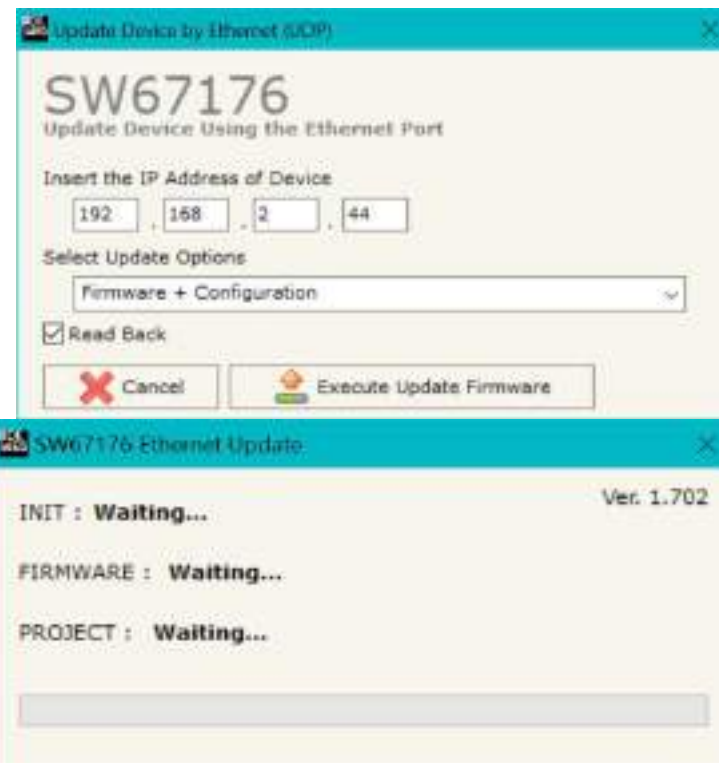 Update Device by Ethernet (UDP)
SW67176
Update Device Using the Ethernet Port
Insert the IP Address of Device
192 . 168 . 2 . 44
Select Update Options
Firmware + Configuration
Read Back
Cancel Execute Update Firmware
SW67176 Ethernet Update
Ver. 1.702
INIT : Waiting...
FIRMWARE : Waiting...
PROJECT : Waiting...